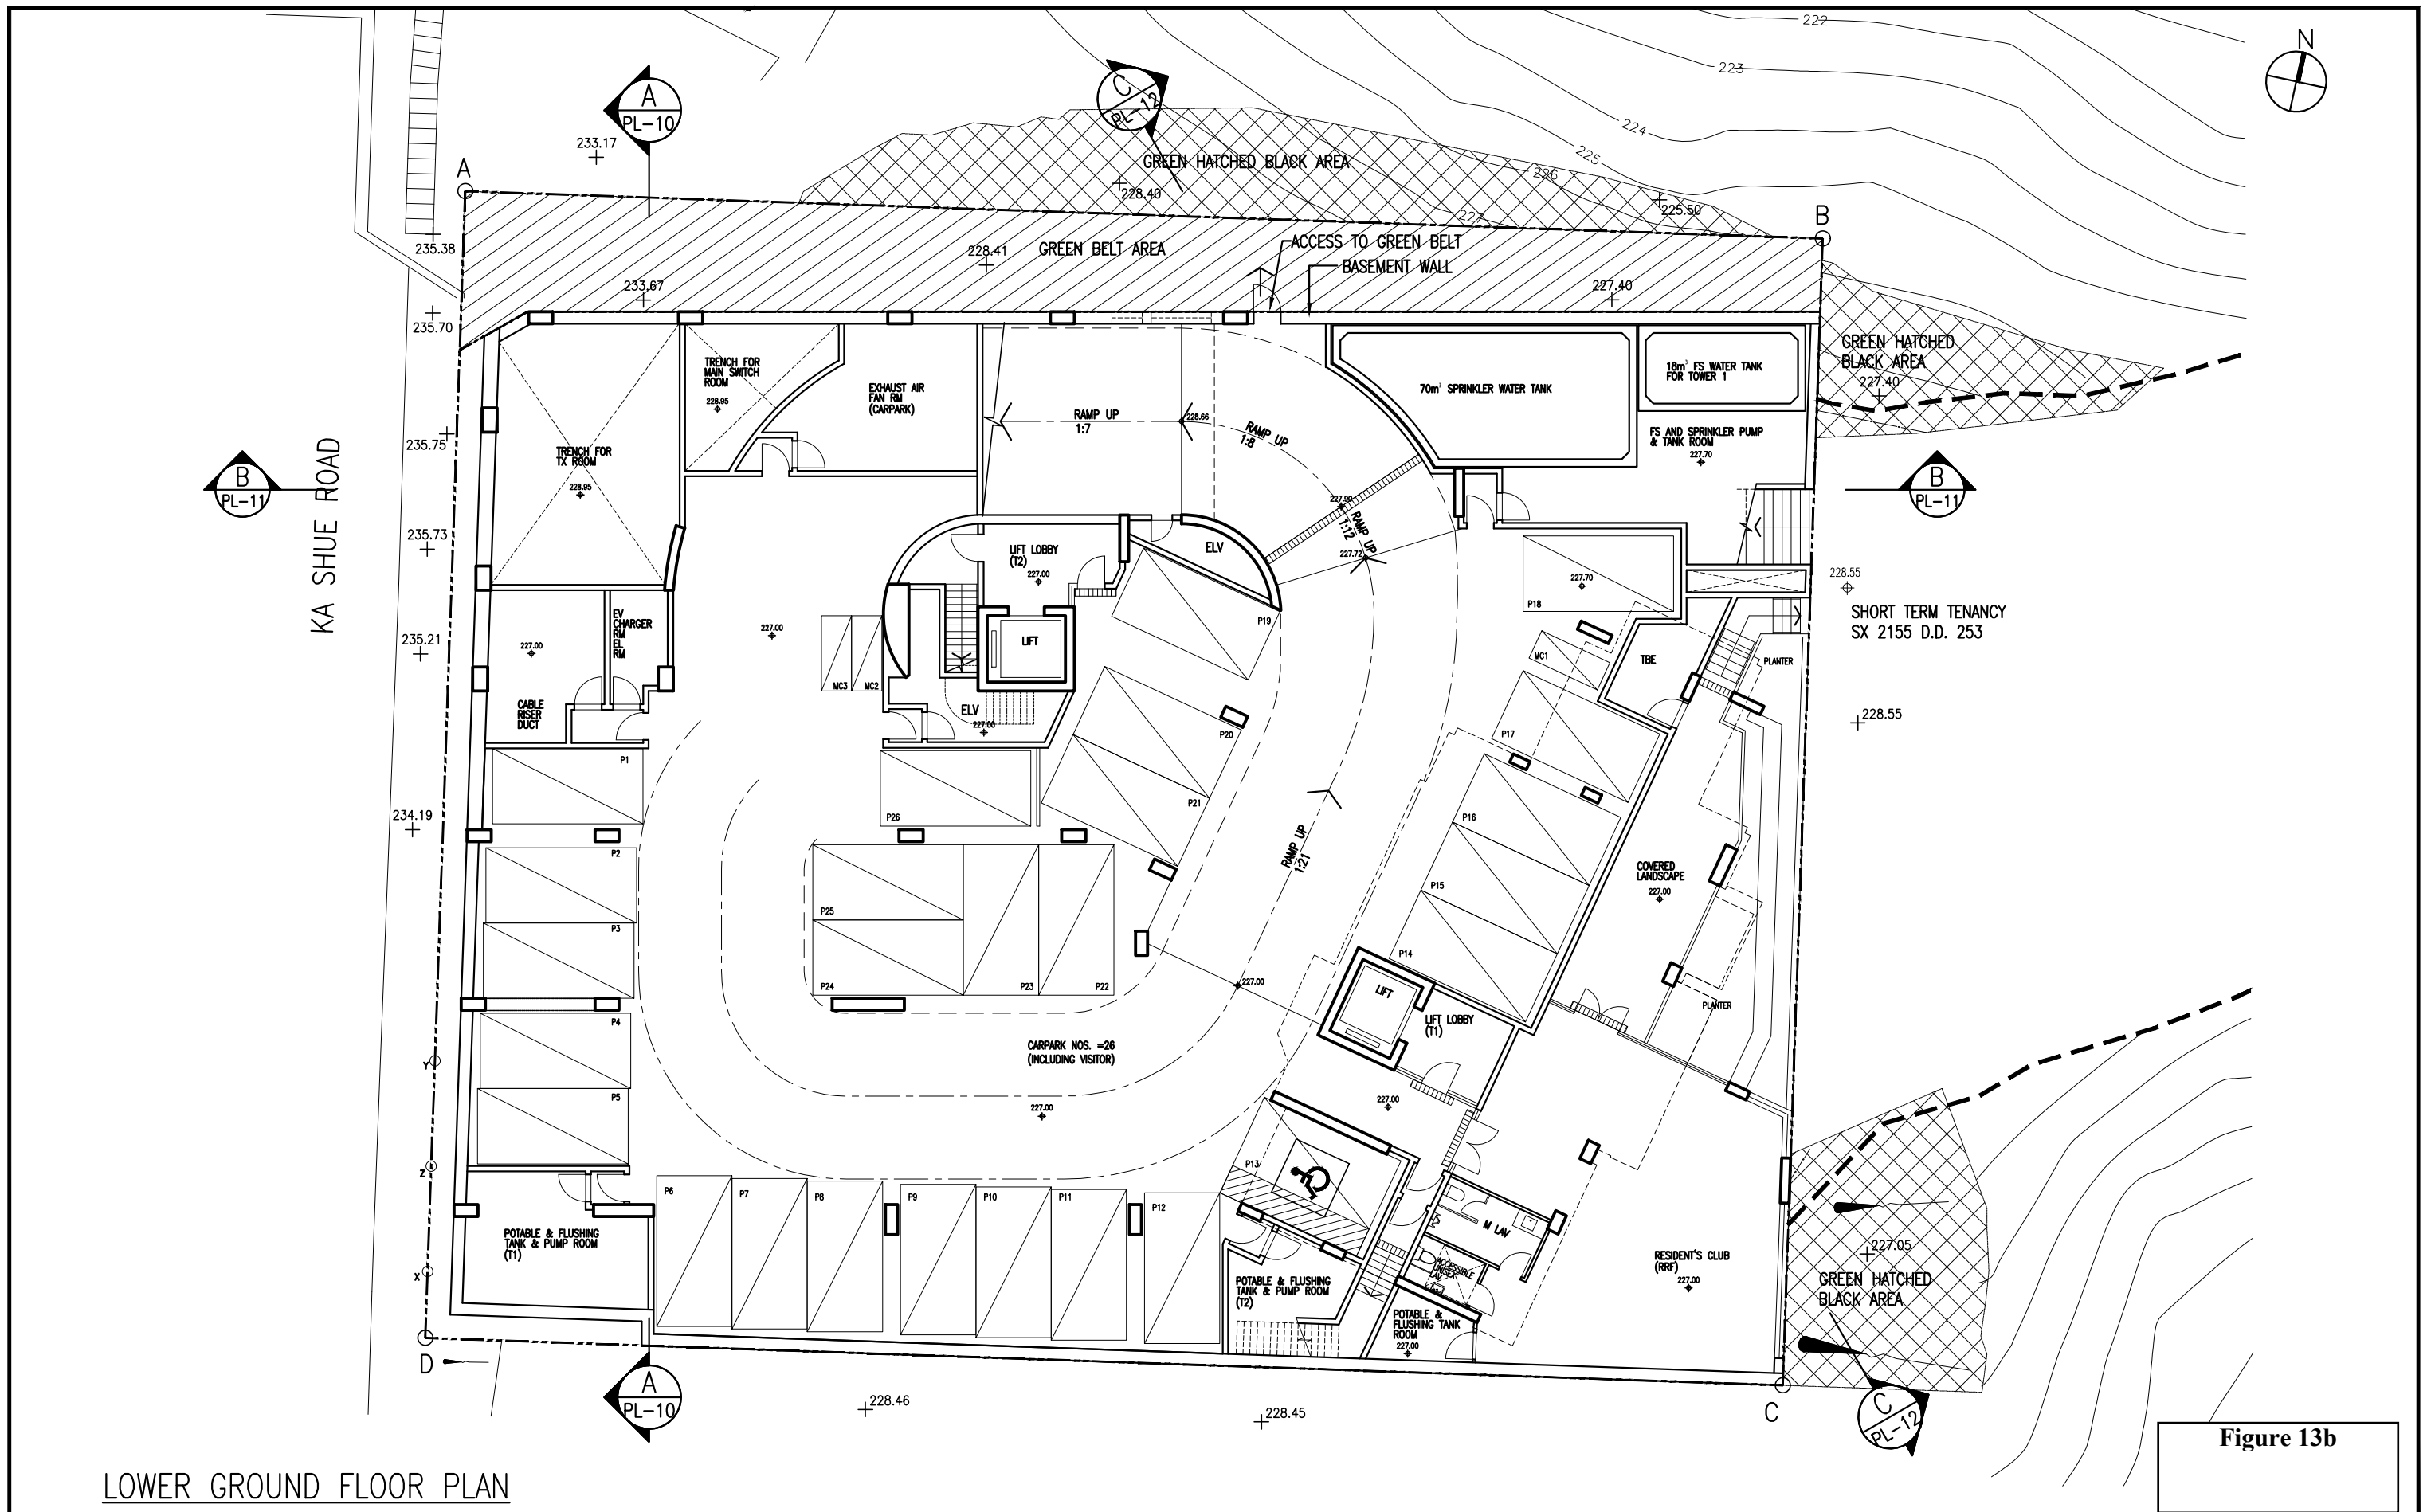 222
N
223
A
PL-10
C
PL-12
233.17
224
A
GREEN HATCHED BLACK AREA
225
226
228.40
225.50
227
B
235.38
228.41
GREEN BELT AREA
ACCESS TO GREEN BELT
BASEMENT WALL
233.67
227.40
235.70
GREEN HATCHED
BLACK AREA
227.40
TRENCH FOR
MAIN SWITCH
ROOM
228.95
EXHAUST AIR
FAN RM
(CARPARK)
RAMP UP
1:7
228.66
RAMP UP
1:8
70m³ SPRINKLER WATER TANK
18m³ FS WATER TANK
FOR TOWER 1
FS AND SPRINKLER PUMP
& TANK ROOM
227.70
235.75
TRENCH FOR
TX ROOM
228.95
B
PL-11
KA SHUE ROAD
B
PL-11
227.90
RAMP UP
1:12
227.72
235.73
LIFT LOBBY
(T2)
227.00
ELV
227.70
P18
228.55
SHORT TERM TENANCY
SX 2155 D.D. 253
EV
CHARGER
RM
EL
RM
227.00
227.00
LIFT
P19
235.21
MC3
MC2
MC1
TBE
PLANTER
CABLE
RISER
DUCT
ELV
227.00
P20
P17
228.55
P1
P26
P21
P16
234.19
RAMP UP
1:21
P2
COVERED
LANDSCAPE
227.00
P25
P15
P3
P14
P24
P23
P22
227.00
LIFT
PLANTER
P4
LIFT LOBBY
(T1)
CARPARK NOS. =26
(INCLUDING VISITOR)
Y
P5
227.00
227.00
Z
P13
P6
P7
P8
P9
P10
P11
P12
M LAV
POTABLE & FLUSHING
TANK & PUMP ROOM
(T1)
X
POTABLE & FLUSHING
TANK & PUMP ROOM
(T2)
ACCESSIBLE
UNISEX
LAV
RESIDENT'S CLUB
(RRF)
227.00
227.05
GREEN HATCHED
BLACK AREA
POTABLE &
FLUSHING TANK
ROOM
227.00
D
A
PL-10
228.46
228.45
C
C
PL-12
Figure 13b
LOWER GROUND FLOOR PLAN